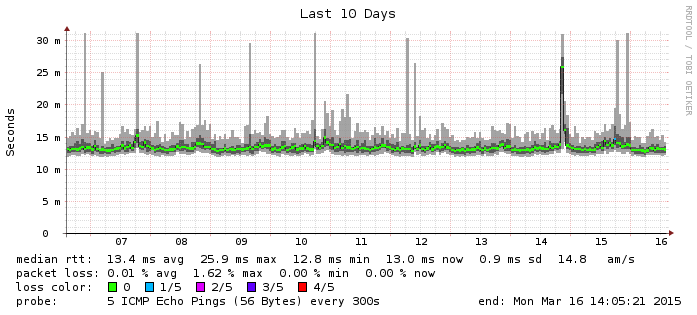 Last 10 Days
RRDTOOL / TOBI OETIKER
Seconds
30 m
25 m
20 m
15 m
10 m
5 m
0
07 08 09 10 11 12 13 14 15 16
median rtt: 13.4 ms avg 25.9 ms max 12.8 ms min 13.0 ms now 0.9 ms sd 14.8 am/s
packet loss: 0.01 % avg 1.62 % max 0.00 % min 0.00 % now
loss color: 0 1/5 2/5 3/5 4/5
probe: 5 ICMP Echo Pings (56 Bytes) every 300s end: Mon Mar 16 14:05:21 2015